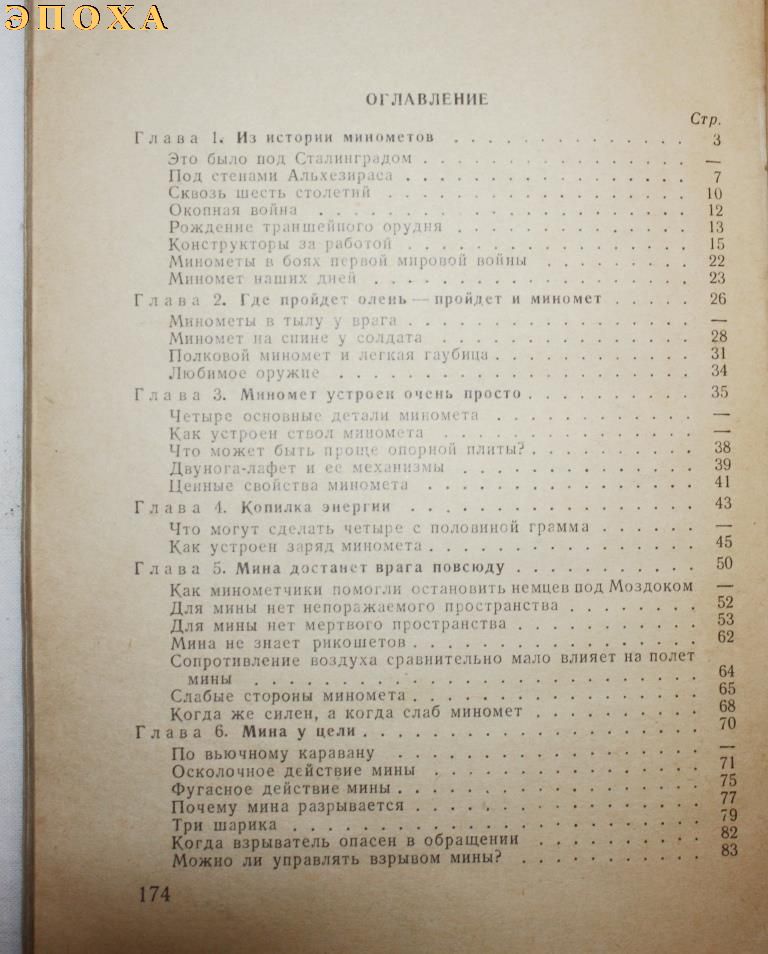 ЭПОХА
ОГЛАВЛЕНИЕ
Стр.
Глава 1. Из истории минометов . . . . . . . . . . . . . . 3
Это было под Сталинградом . . . . . . . . . . . . . . . —
Под стенами Альхезираса . . . . . . . . . . . . . . . . 7
Сквозь шесть столетий . . . . . . . . . . . . . . . . . 10
Окопная война . . . . . . . . . . . . . . . . . . . . 12
Рождение траншейного орудия . . . . . . . . . . . . . . 13
Конструкторы за работой . . . . . . . . . . . . . . . . 15
Минометы в боях первой мировой войны . . . . . . . . . 22
Миномет наших дней . . . . . . . . . . . . . . . . . . 23
Глава 2. Где пройдет олень — пройдет и миномет . . . . . 26
Минометы в тылу у врага . . . . . . . . . . . . . . . . —
Миномет на спине у солдата . . . . . . . . . . . . . . . 28
Полковой миномет и легкая гаубица . . . . . . . . . . . . 31
Любимое оружие . . . . . . . . . . . . . . . . . . . 34
Глава 3. Миномет устроен очень просто . . . . . . . . . . 35
Четыре основные детали миномета . . . . . . . . . . . . —
Как устроен ствол миномета . . . . . . . . . . . . . . —
Что может быть проще опорной плиты? . . . . . . . . . . 38
Двунога-лафет и ее механизмы . . . . . . . . . . . . . 39
Ценные свойства миномета . . . . . . . . . . . . . . . 41
Глава 4. Копилка энергии . . . . . . . . . . . . . . . . 43
Что могут сделать четыре с половиной грамма . . . . . . . —
Как устроен заряд миномета . . . . . . . . . . . . . . . 45
Глава 5. Мина достанет врага повсюду . . . . . . . . . . . 50
Как минометчики помогли остановить немцев под Моздоком —
Для мины нет непоражаемого пространства . . . . . . . . 52
Для мины нет мертвого пространства . . . . . . . . . . . 53
Мина не знает рикошетов . . . . . . . . . . . . . . . . 62
Сопротивление воздуха сравнительно мало влияет на полет
мины . . . . . . . . . . . . . . . . . . . . . . . 64
Слабые стороны миномета . . . . . . . . . . . . . . . . 65
Когда же силен, а когда слаб миномет . . . . . . . . . . 68
Глава 6. Мина у цели . . . . . . . . . . . . . . . . . . 70
По вьючному каравану . . . . . . . . . . . . . . . . . —
Осколочное действие мины . . . . . . . . . . . . . . . 71
Фугасное действие мины . . . . . . . . . . . . . . . . . 75
Почему мина разрывается . . . . . . . . . . . . . . . . 77
Три шарика . . . . . . . . . . . . . . . . . . . . . 79
Когда взрыватель опасен в обращении . . . . . . . . . . 82
Можно ли управлять взрывом мины? . . . . . . . . . . . 83
174